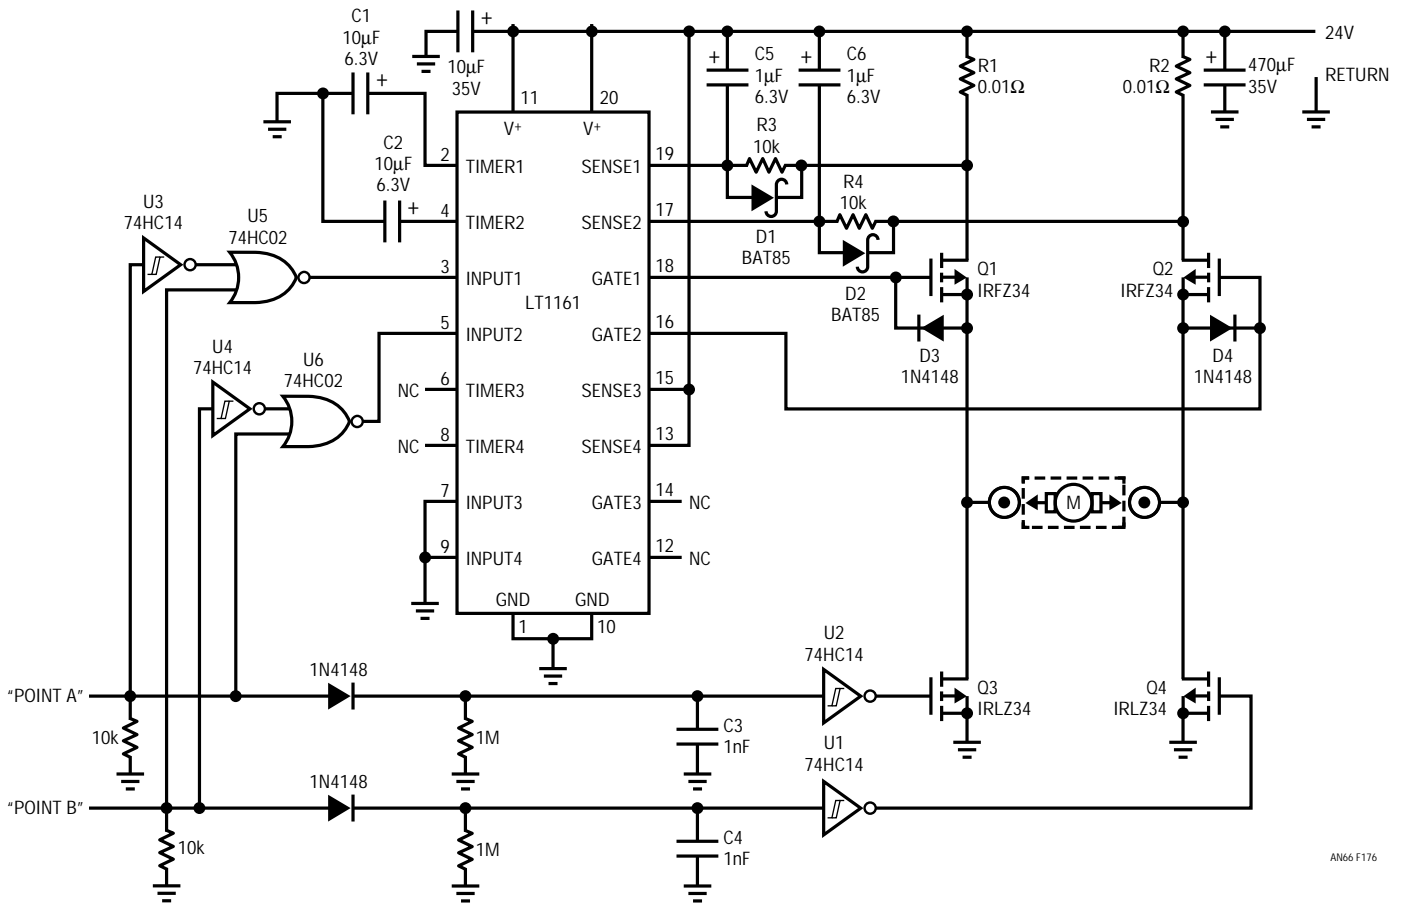 C1
10µF
6.3V
+
+
10µF
35V
+
C5
1µF
6.3V
+
C6
1µF
6.3V
R1
0.01Ω
R2
0.01Ω
+
470µF
35V
24V
RETURN
C2
10µF
6.3V
+
11
V+
20
V+
2
TIMER1
4
TIMER2
3
INPUT1
5
INPUT2
NC
6
TIMER3
NC
8
TIMER4
7
INPUT3
9
INPUT4
GND
1
GND
10
LT1161
19
SENSE1
17
SENSE2
18
GATE1
16
GATE2
15
SENSE3
13
SENSE4
14
GATE3
NC
12
GATE4
NC
R3
10k
D1
BAT85
R4
10k
D2
BAT85
U3
74HC14
U5
74HC02
U4
74HC14
U6
74HC02
Q1
IRFZ34
Q2
IRFZ34
D3
1N4148
D4
1N4148
M
"POINT A"
10k
1N4148
1M
C3
1nF
U2
74HC14
Q3
IRLZ34
Q4
IRLZ34
"POINT B"
10k
1N4148
1M
C4
1nF
U1
74HC14
AN66 F176